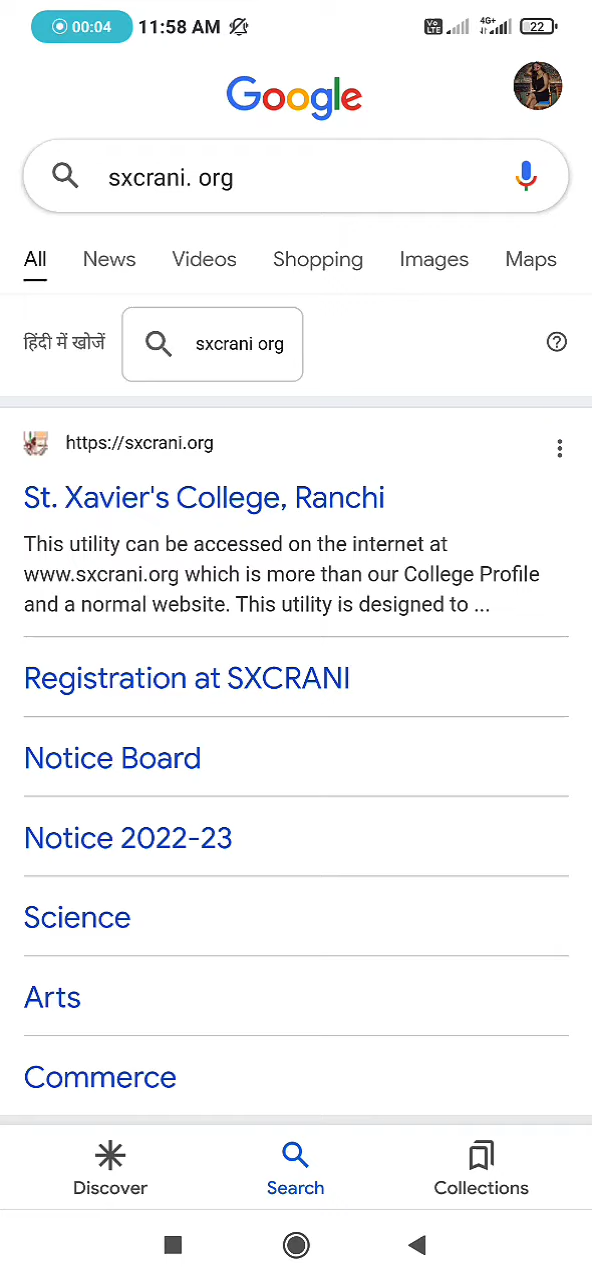 00:04 11:58 AM Vo LTE 4G+ 22
Google
sxcrani. org
All News Videos Shopping Images Maps
हिंदी में खोजें sxcrani org
https://sxcrani.org
St. Xavier's College, Ranchi
This utility can be accessed on the internet at
www.sxcrani.org which is more than our College Profile
and a normal website. This utility is designed to ...
Registration at SXCRANI
Notice Board
Notice 2022-23
Science
Arts
Commerce
Discover Search Collections